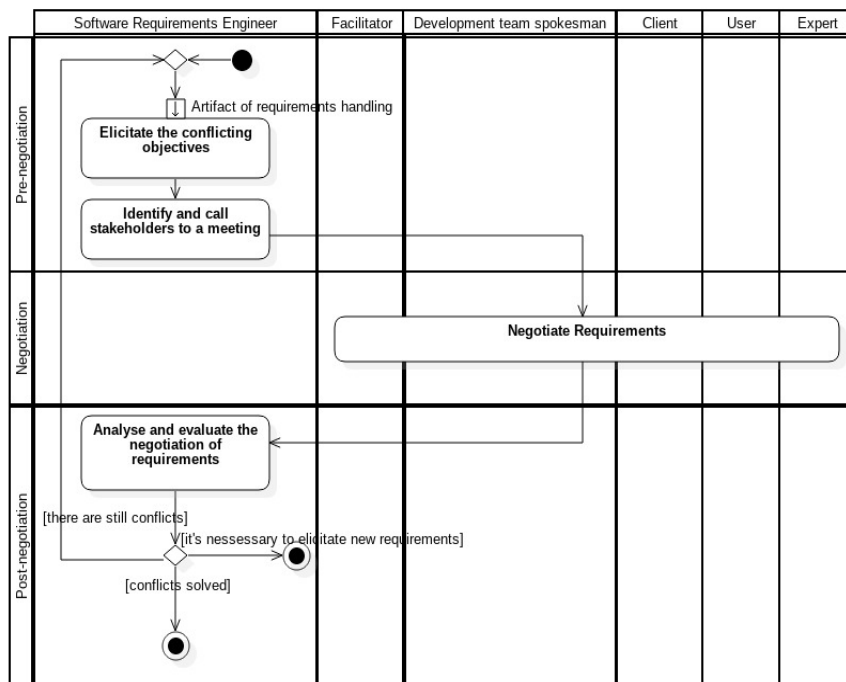 Software Requirements Engineer
Facilitator
Development team spokesman
Client
User
Expert
Pre-negotiation
Artifact of requirements handling
Elicitate the conflicting
objectives
Identify and call
stakeholders to a meeting
Negotiation
Negotiate Requirements
Post-negotiation
Analyse and evaluate the
negotiation of
requirements
[there are still conflicts]
[it's nessessary to elicitate new requirements]
[conflicts solved]